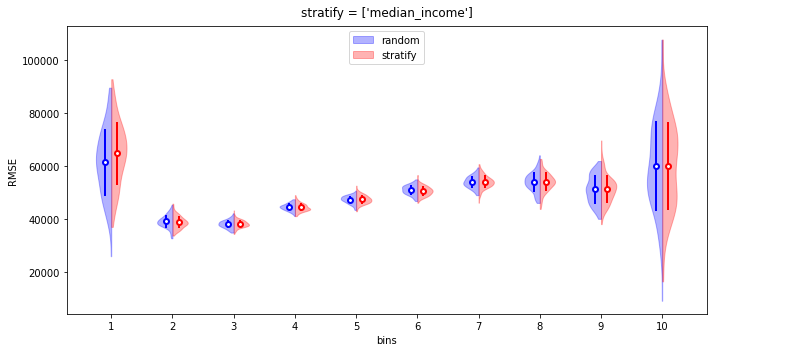 stratify = ['median_income']
random
stratify
RMSE
100000
80000
60000
40000
20000
1 2 3 4 5 6 7 8 9 10
bins